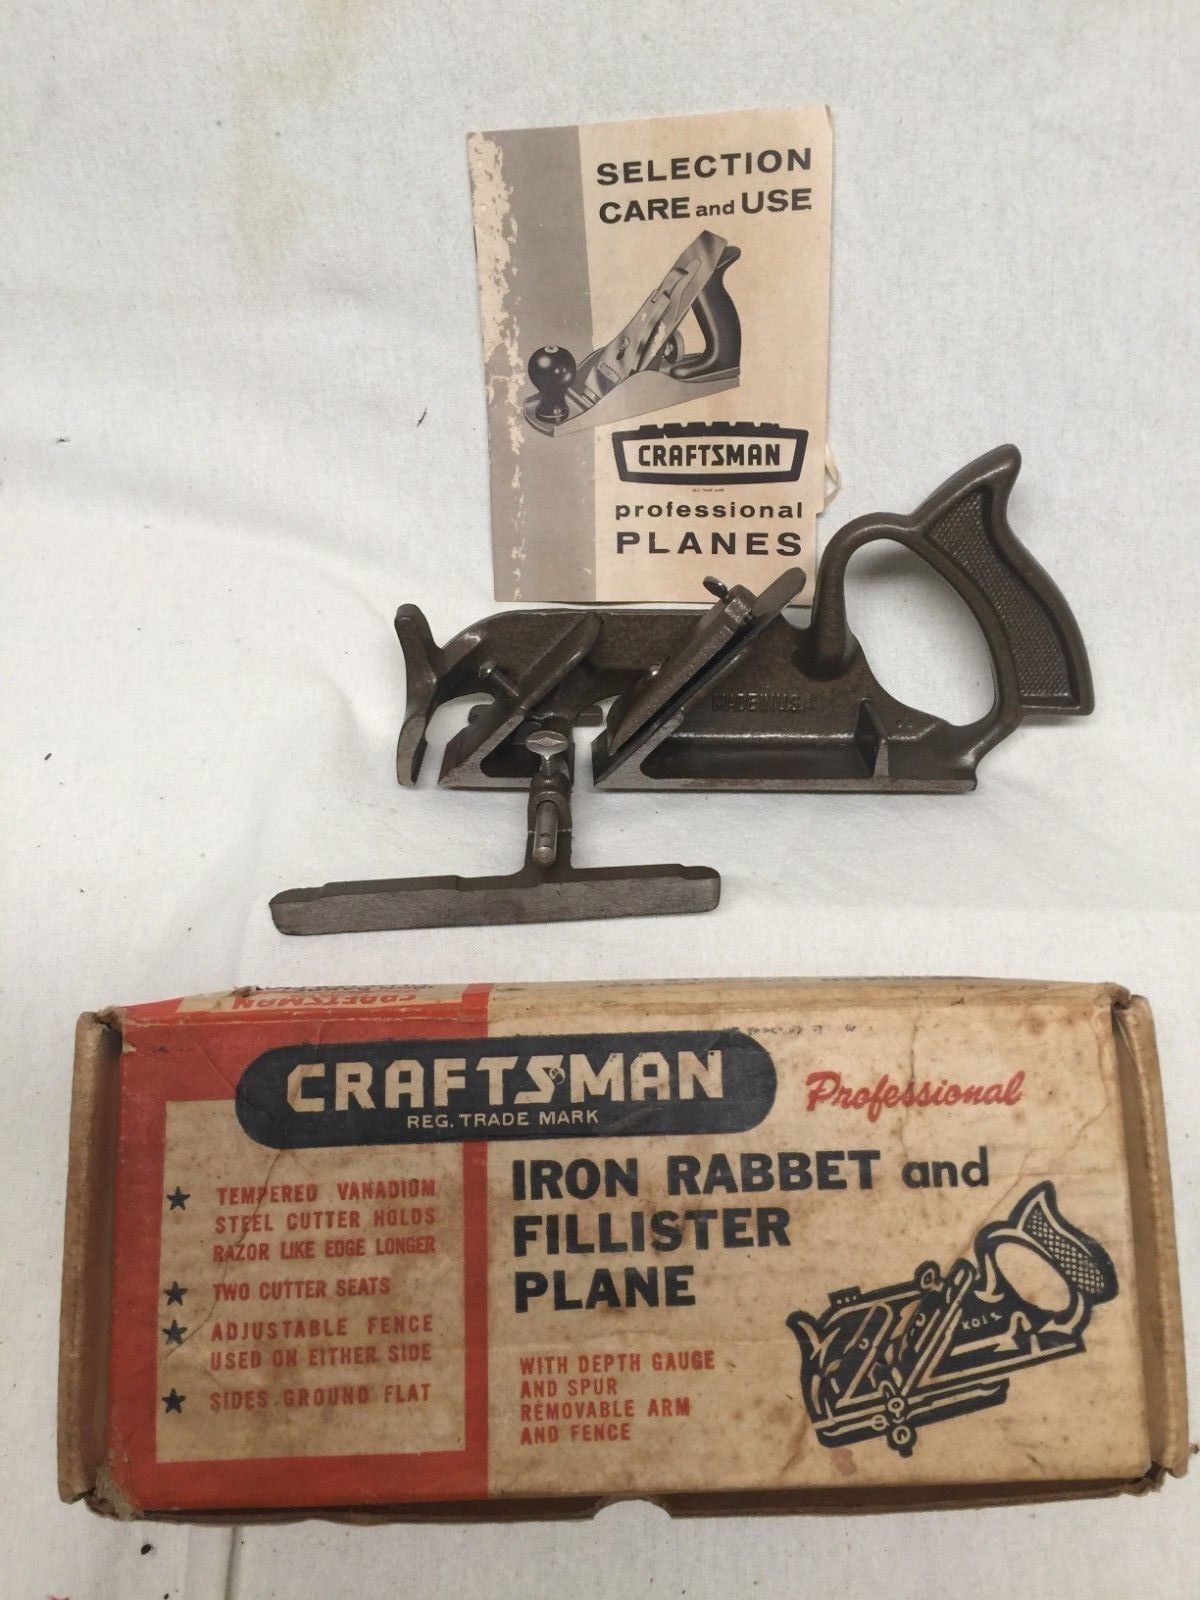 SELECTION
CARE and USE
CRAFTSMAN
professional
PLANES
MADE IN U.S.A
CRAFTSMAN
CRAFTSMAN
CRAFTSMAN
REG. TRADE MARK
Professional
★ TEMPERED VANADIUM
STEEL CUTTER HOLDS
RAZOR LIKE EDGE LONGER
★ TWO CUTTER SEATS
★ ADJUSTABLE FENCE
USED ON EITHER SIDE
★ SIDES GROUND FLAT
IRON RABBET and
FILLISTER
PLANE
WITH DEPTH GAUGE
AND SPUR
REMOVABLE ARM
AND FENCE